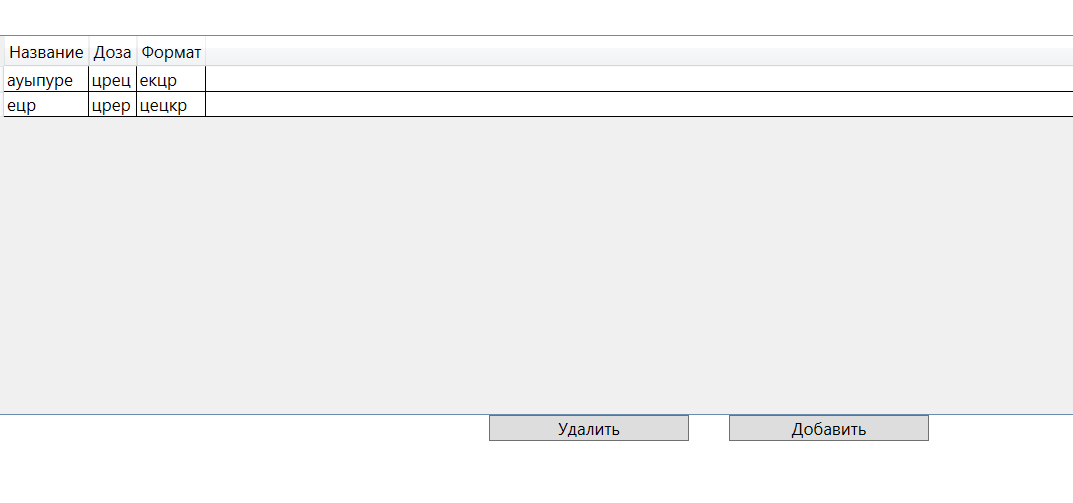 Название Доза Формат
ауыпуре црец екцр
ецр црер цецкр
Удалить Добавить